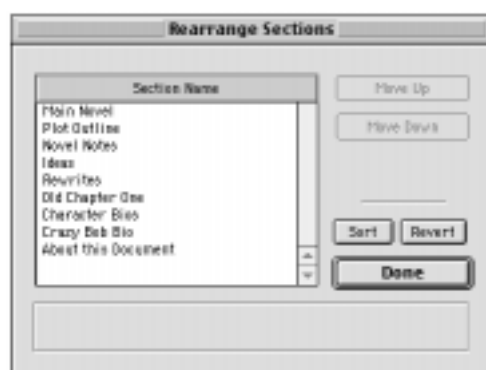 Rearrange Sections
Section Name
Main Novel
Plot Outline
Novel Notes
Ideas
Rewrites
Old Chapter One
Character Bios
Crazy Bob Bio
About this Document
Move Up
Move Down
Sort
Revert
Done